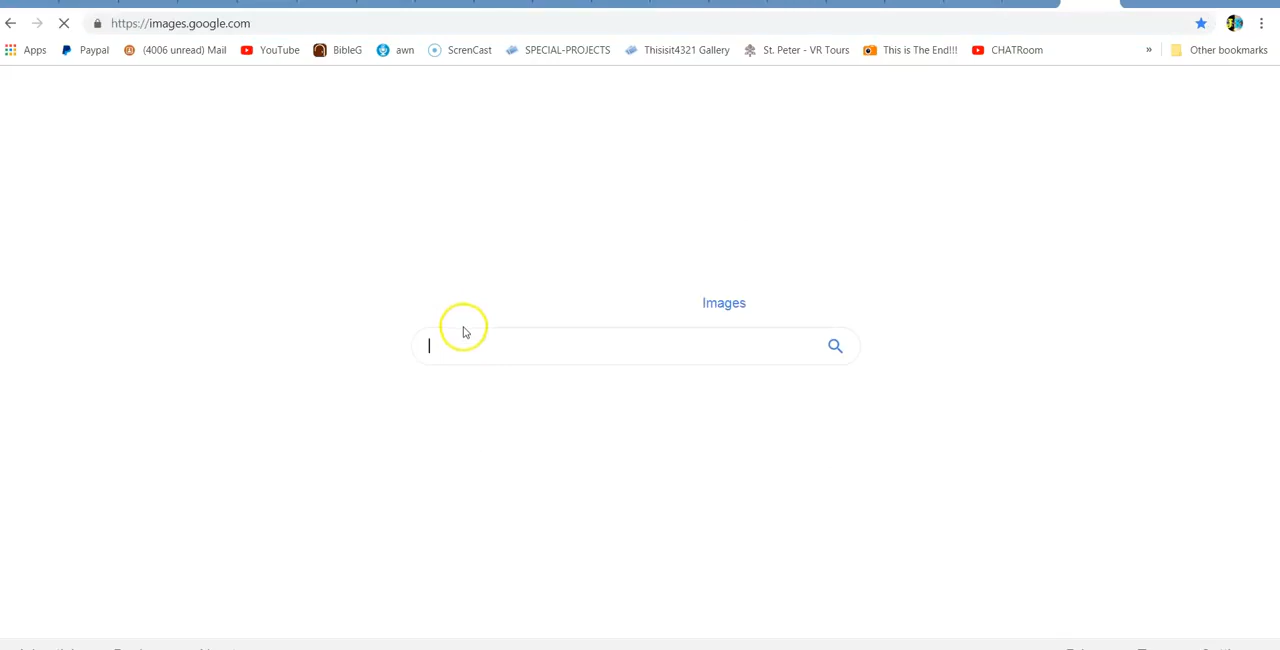 https://images.google.com
Apps Paypal (4006 unread) Mail YouTube BibleG awn ScrenCast SPECIAL-PROJECTS Thisisit4321 Gallery St. Peter - VR Tours This is The End!!! CHATRoom » Other bookmarks
Images